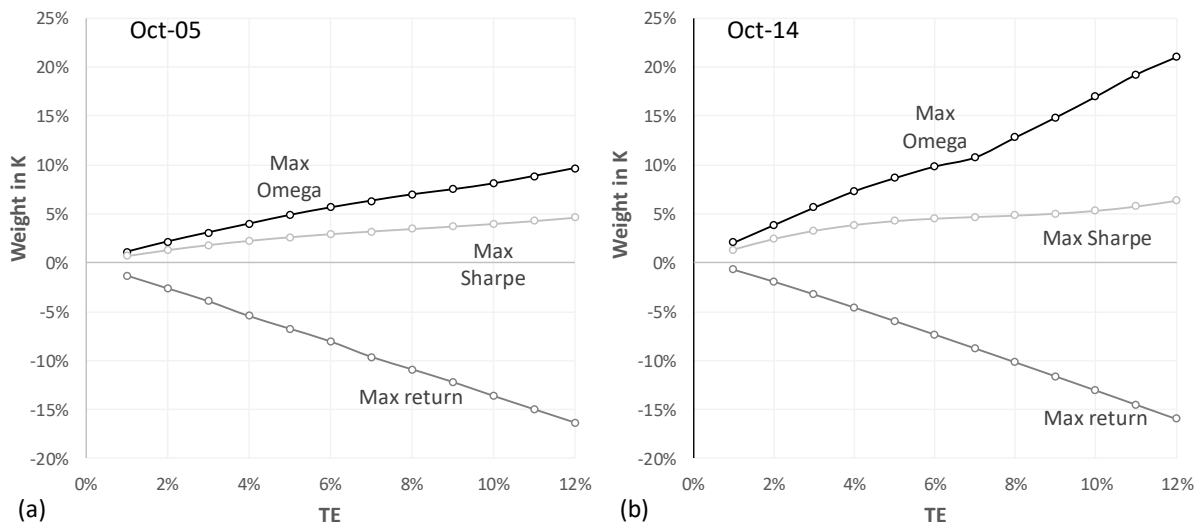 Oct-05
25%
20%
15%
10%
5%
0%
-5%
-10%
-15%
-20%
Weight in K
Max
Omega
Max
Sharpe
Max return
0%
2%
4%
6%
8%
10%
12%
TE
(a)
Oct-14
25%
20%
15%
10%
5%
0%
-5%
-10%
-15%
-20%
Weight in K
Max
Omega
Max Sharpe
Max return
0%
2%
4%
6%
8%
10%
12%
TE
(b)